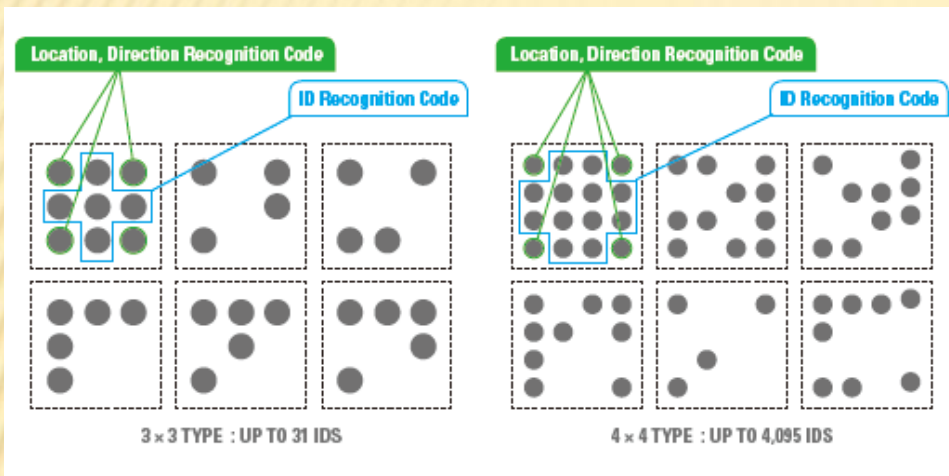 Location, Direction Recognition Code
ID Recognition Code
3 × 3 TYPE : UP TO 31 IDS
Location, Direction Recognition Code
ID Recognition Code
4 × 4 TYPE : UP TO 4,095 IDS